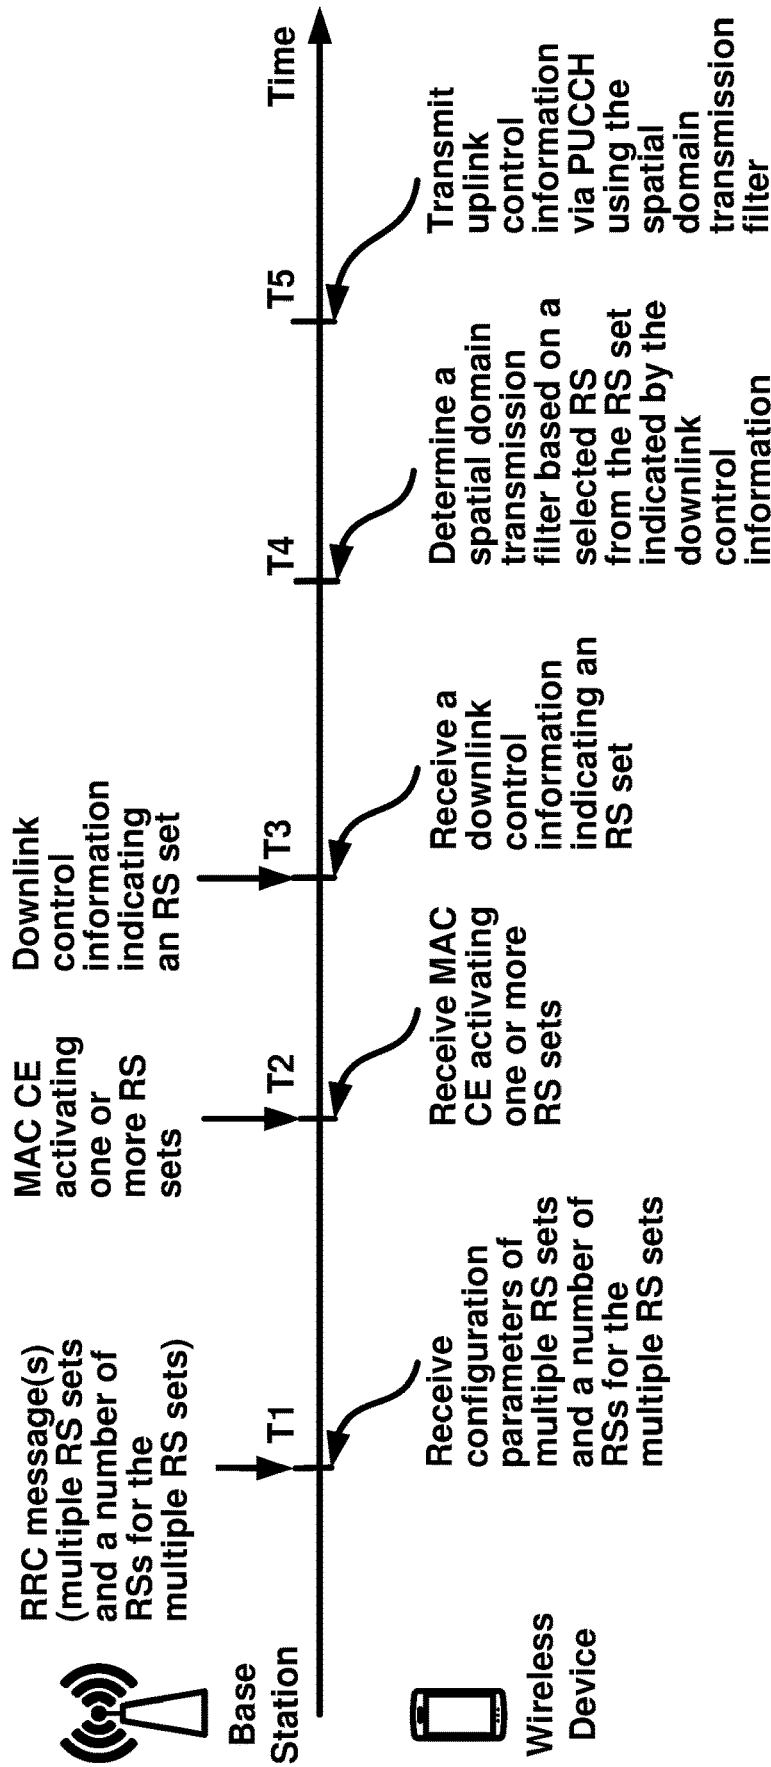 Base
Station
RRC message(s)
(multiple RS sets
and a number of
RSs for the
multiple RS sets)
MAC CE
activating
one or
more RS
sets
Downlink
control
information
indicating
an RS set
T1
T2
T3
T4
T5
Time
Wireless
Device
Receive
configuration
parameters of
multiple RS sets
and a number of
RSs for the
multiple RS sets
Receive MAC
CE activating
one or more
RS sets
Receive a
downlink
control
information
indicating an
RS set
Determine a
spatial domain
transmission
filter based on a
selected RS
from the RS set
indicated by the
downlink
control
information
Transmit
uplink
control
information
via PUCCH
using the
spatial
domain
transmission
filter